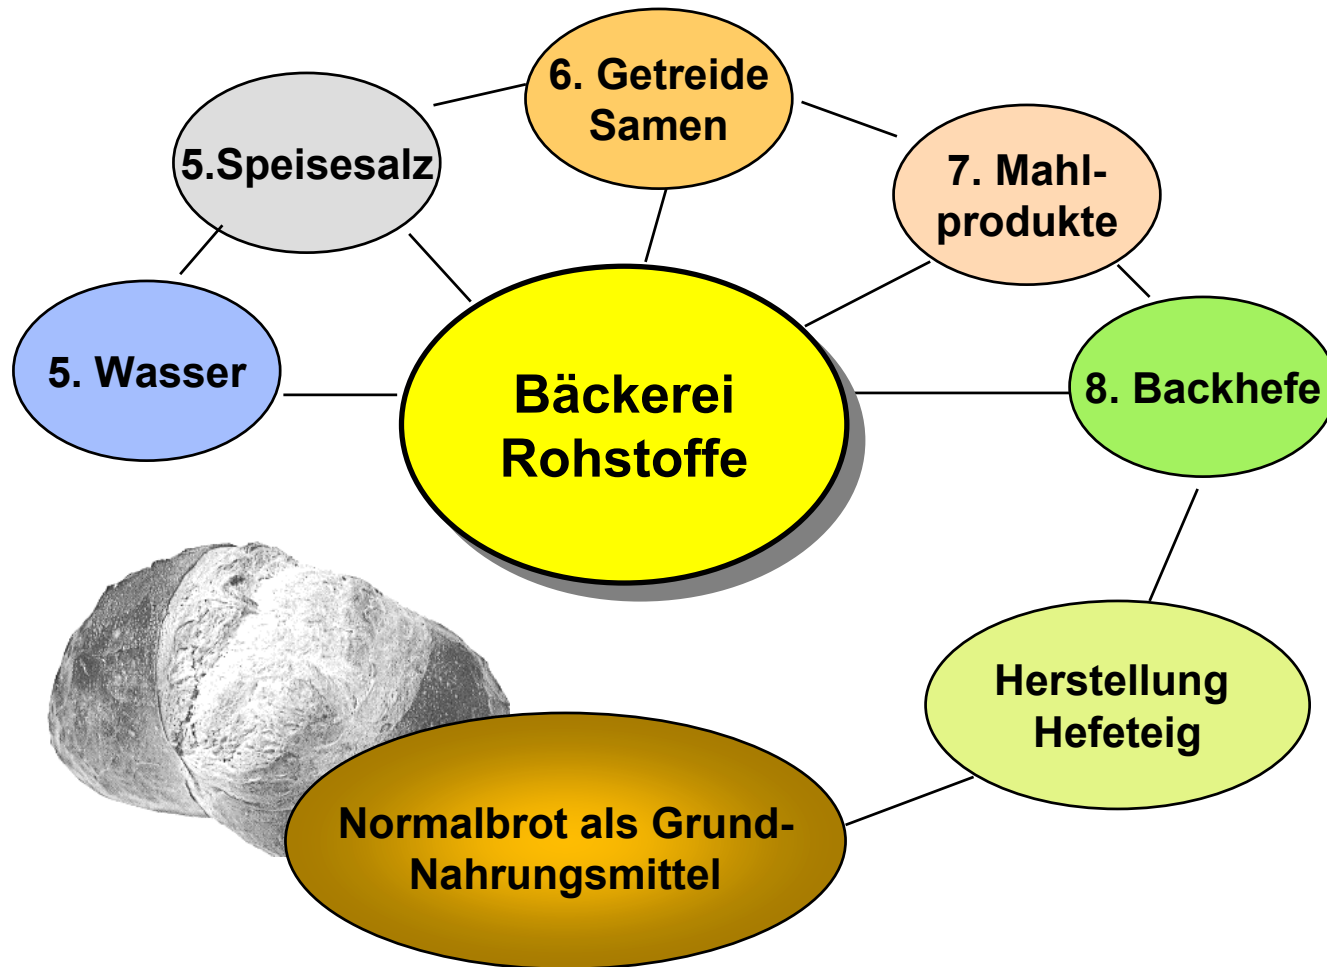 6. Getreide
Samen
5.Speisesalz
7. Mahl-
produkte
5. Wasser
Bäckerei
Rohstoffe
8. Backhefe
Herstellung
Hefeteig
Normalbrot als Grund-
Nahrungsmittel